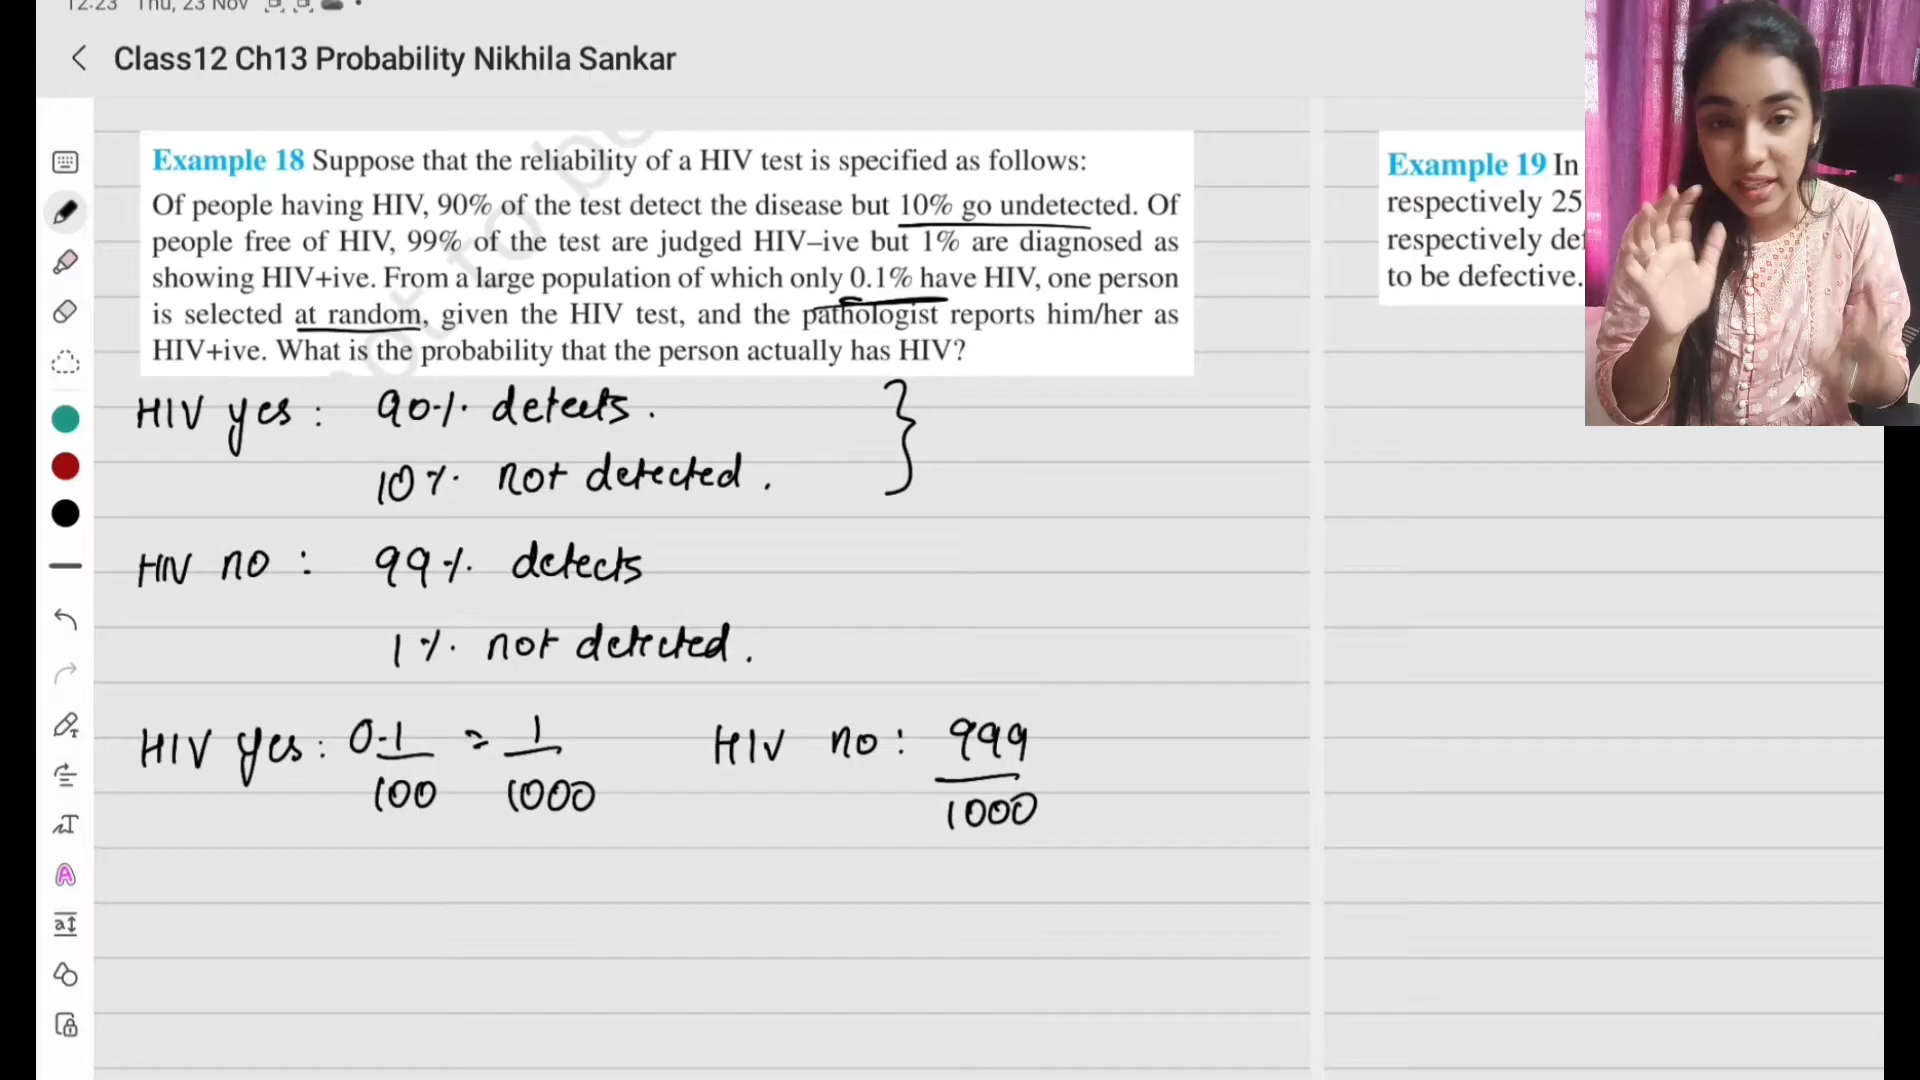 12:23 Thu, 23 Nov
Class12 Ch13 Probability Nikhila Sankar
Example 18 Suppose that the reliability of a HIV test is specified as follows:
Of people having HIV, 90% of the test detect the disease but 10% go undetected. Of
people free of HIV, 99% of the test are judged HIV–ive but 1% are diagnosed as
showing HIV+ive. From a large population of which only 0.1% have HIV, one person
is selected at random, given the HIV test, and the pathologist reports him/her as
HIV+ive. What is the probability that the person actually has HIV?
Example 19 In
respectively 25
respectively def
to be defective.
HIV yes : 90% detects.
10% not detected.
HIV no : 99% detects
1% not detected.
HIV yes: 0.1/100 = 1/1000 HIV no: 999/1000